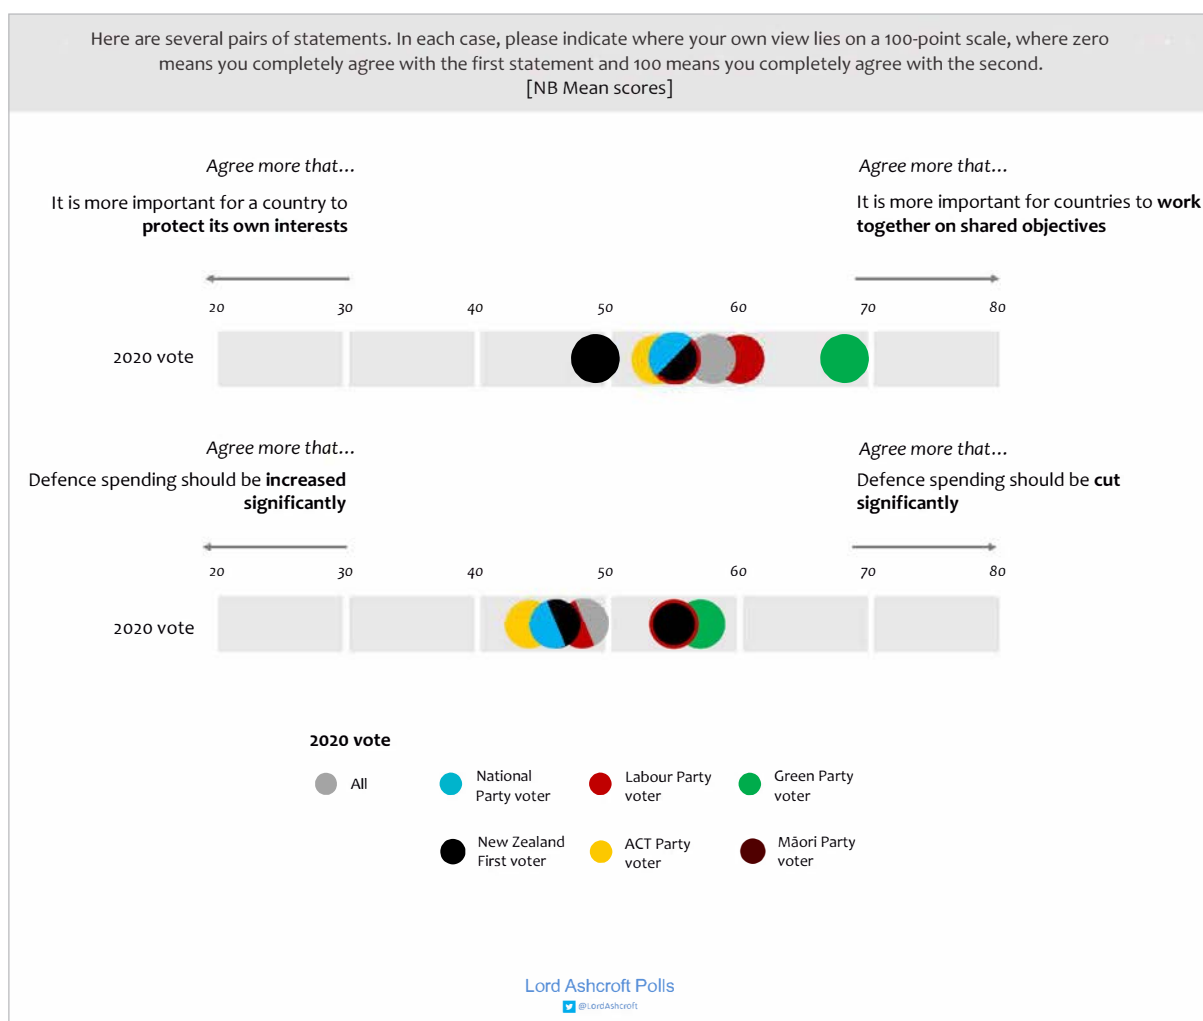 Here are several pairs of statements. In each case, please indicate where your own view lies on a 100-point scale, where zero
means you completely agree with the first statement and 100 means you completely agree with the second.
[NB Mean scores]
Agree more that…
Agree more that…
It is more important for a country to
protect its own interests
It is more important for countries to work
together on shared objectives
20 30 40 50 60 70 80
2020 vote
Agree more that…
Agree more that…
Defence spending should be increased
significantly
Defence spending should be cut
significantly
20 30 40 50 60 70 80
2020 vote
2020 vote
All
National
Party voter
Labour Party
voter
Green Party
voter
New Zealand
First voter
ACT Party
voter
Māori Party
voter
Lord Ashcroft Polls
@LordAshcroft